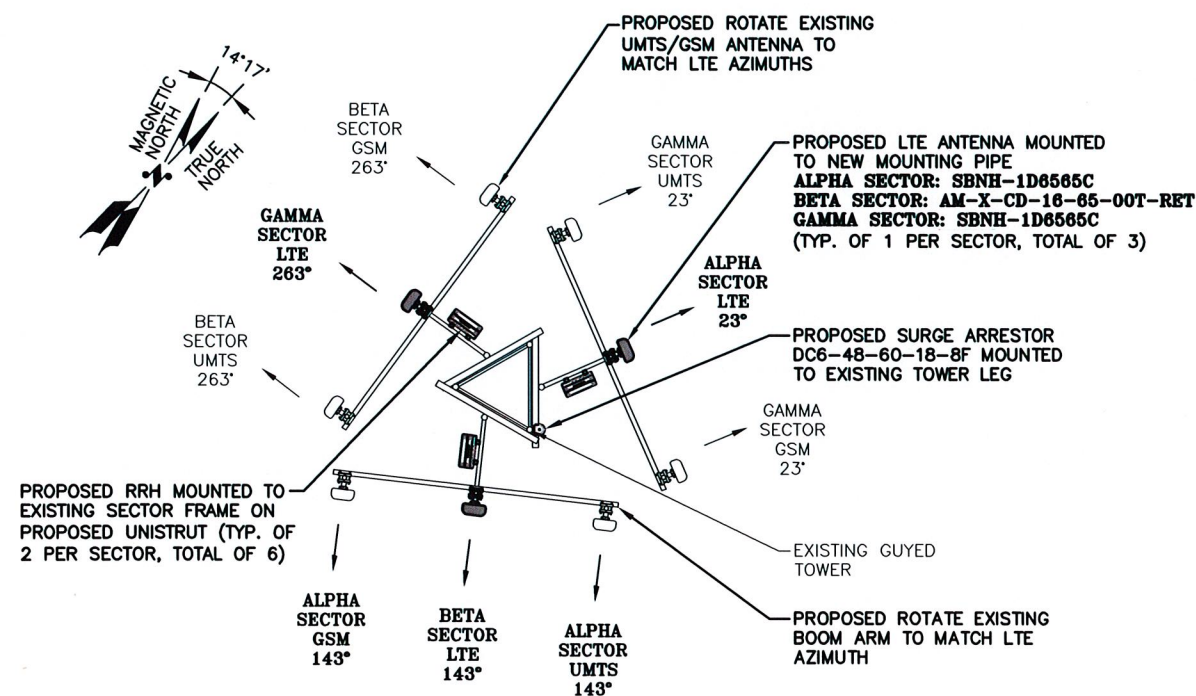 PROPOSED ROTATE EXISTING
UMTS/GSM ANTENNA TO
MATCH LTE AZIMUTHS
14°17'
MAGNETIC
NORTH
TRUE
NORTH
BETA
SECTOR
GSM
263°
GAMMA
SECTOR
UMTS
23°
PROPOSED LTE ANTENNA MOUNTED
TO NEW MOUNTING PIPE
ALPHA SECTOR: SBNH-1D6565C
BETA SECTOR: AM-X-CD-16-65-00T-RET
GAMMA SECTOR: SBNH-1D6565C
(TYP. OF 1 PER SECTOR, TOTAL OF 3)
GAMMA
SECTOR
LTE
263°
ALPHA
SECTOR
LTE
23°
BETA
SECTOR
UMTS
263°
PROPOSED SURGE ARRESTOR
DC6-48-60-18-8F MOUNTED
TO EXISTING TOWER LEG
GAMMA
SECTOR
GSM
23°
PROPOSED RRH MOUNTED TO
EXISTING SECTOR FRAME ON
PROPOSED UNISTRUT (TYP. OF
2 PER SECTOR, TOTAL OF 6)
EXISTING GUYED
TOWER
ALPHA
SECTOR
GSM
143°
BETA
SECTOR
LTE
143°
ALPHA
SECTOR
UMTS
143°
PROPOSED ROTATE EXISTING
BOOM ARM TO MATCH LTE
AZIMUTH